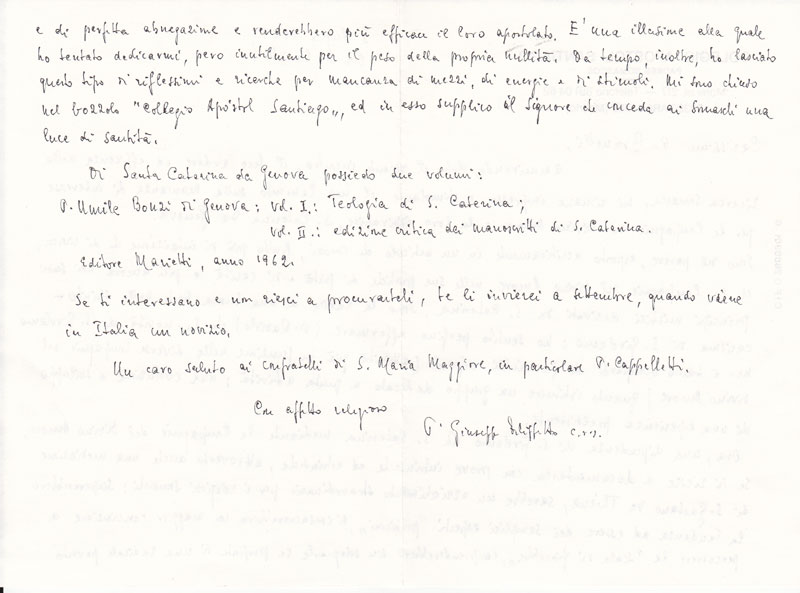 e di perfetta abnegazione e renderebbero più efficace il loro apostolato. E' una illusione alla quale
ho tentato dedicarmi, pero inutilmente per il peso della propria nullità. Da tempo, inoltre, ho lasciato
questo tipo di riflessioni e ricerche per mancanza di mezzi, di energie e di stimoli. Mi sono chiuso
nel bozzolo "Collegio Apóstol Santiago", ed in esso supplico il Signore che conceda ai Somaschi una
luce di santità.
Di Santa Caterina da Genova possiedo due volumi:
P. Umile Bonzi di Genova: vol. I.: Teologia di S. Caterina;
vol. II.: edizione critica dei manoscritti di S. Caterina.
Editore Marietti, anno 1962.
Se ti interessano e non riesci a procurarteli, te li invierei a settembre, quando viene
in Italia un novizio.
Un caro saluto ai confratelli di S. Maria Maggiore, in particolare P. Cappelletti.
Con affetto religioso
P. Giuseppe c.r.s.